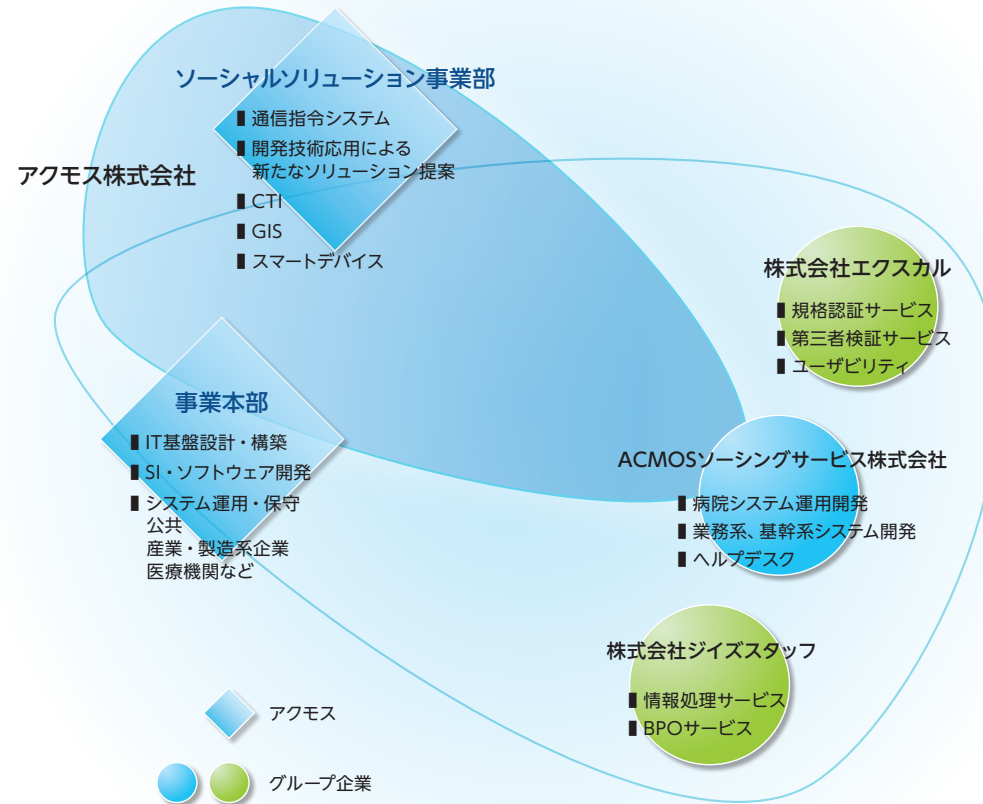 ソーシャルソリューション事業部
▮ 通信指令システム
▮ 開発技術応用による
新たなソリューション提案
▮ CTI
▮ GIS
▮ スマートデバイス
アクモス株式会社
株式会社エクスカル
▮ 規格認証サービス
▮ 第三者検証サービス
▮ ユーザビリティ
事業本部
▮ IT基盤設計・構築
▮ SI・ソフトウェア開発
▮ システム運用・保守
公共
産業・製造系企業
医療機関など
ACMOSソーシングサービス株式会社
▮ 病院システム運用開発
▮ 業務系、基幹系システム開発
▮ ヘルプデスク
株式会社ジイズスタッフ
▮ 情報処理サービス
▮ BPOサービス
アクモス
グループ企業